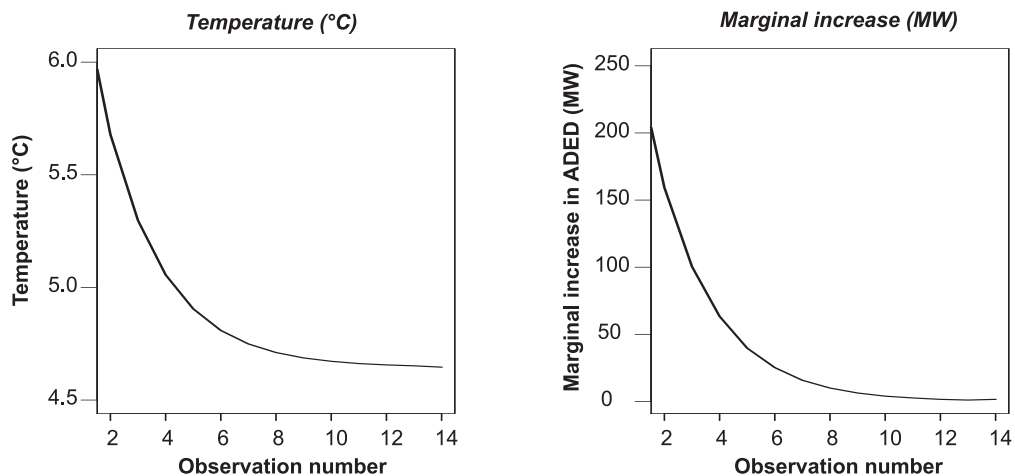 Temperature (°C)
Temperature (°C)
6.0
5.5
5.0
4.5
2 4 6 8 10 12 14
Observation number
Marginal increase (MW)
Marginal increase in ADED (MW)
250
200
150
100
50
0
2 4 6 8 10 12 14
Observation number